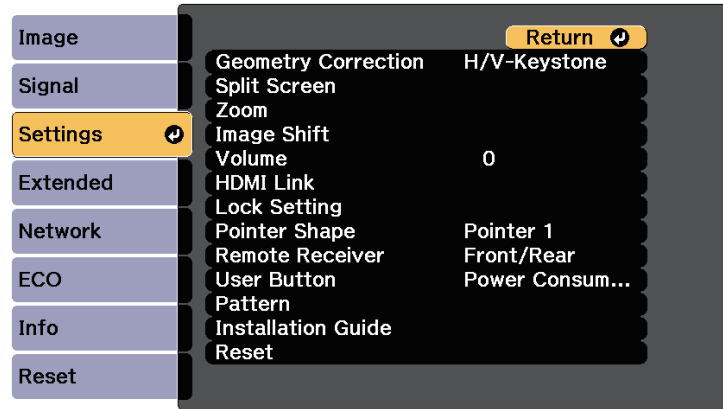 Image
Signal
Settings
Extended
Network
ECO
Info
Reset
Return
Geometry Correction H/V-Keystone
Split Screen
Zoom
Image Shift
Volume 0
HDMI Link
Lock Setting
Pointer Shape Pointer 1
Remote Receiver Front/Rear
User Button Power Consum...
Pattern
Installation Guide
Reset